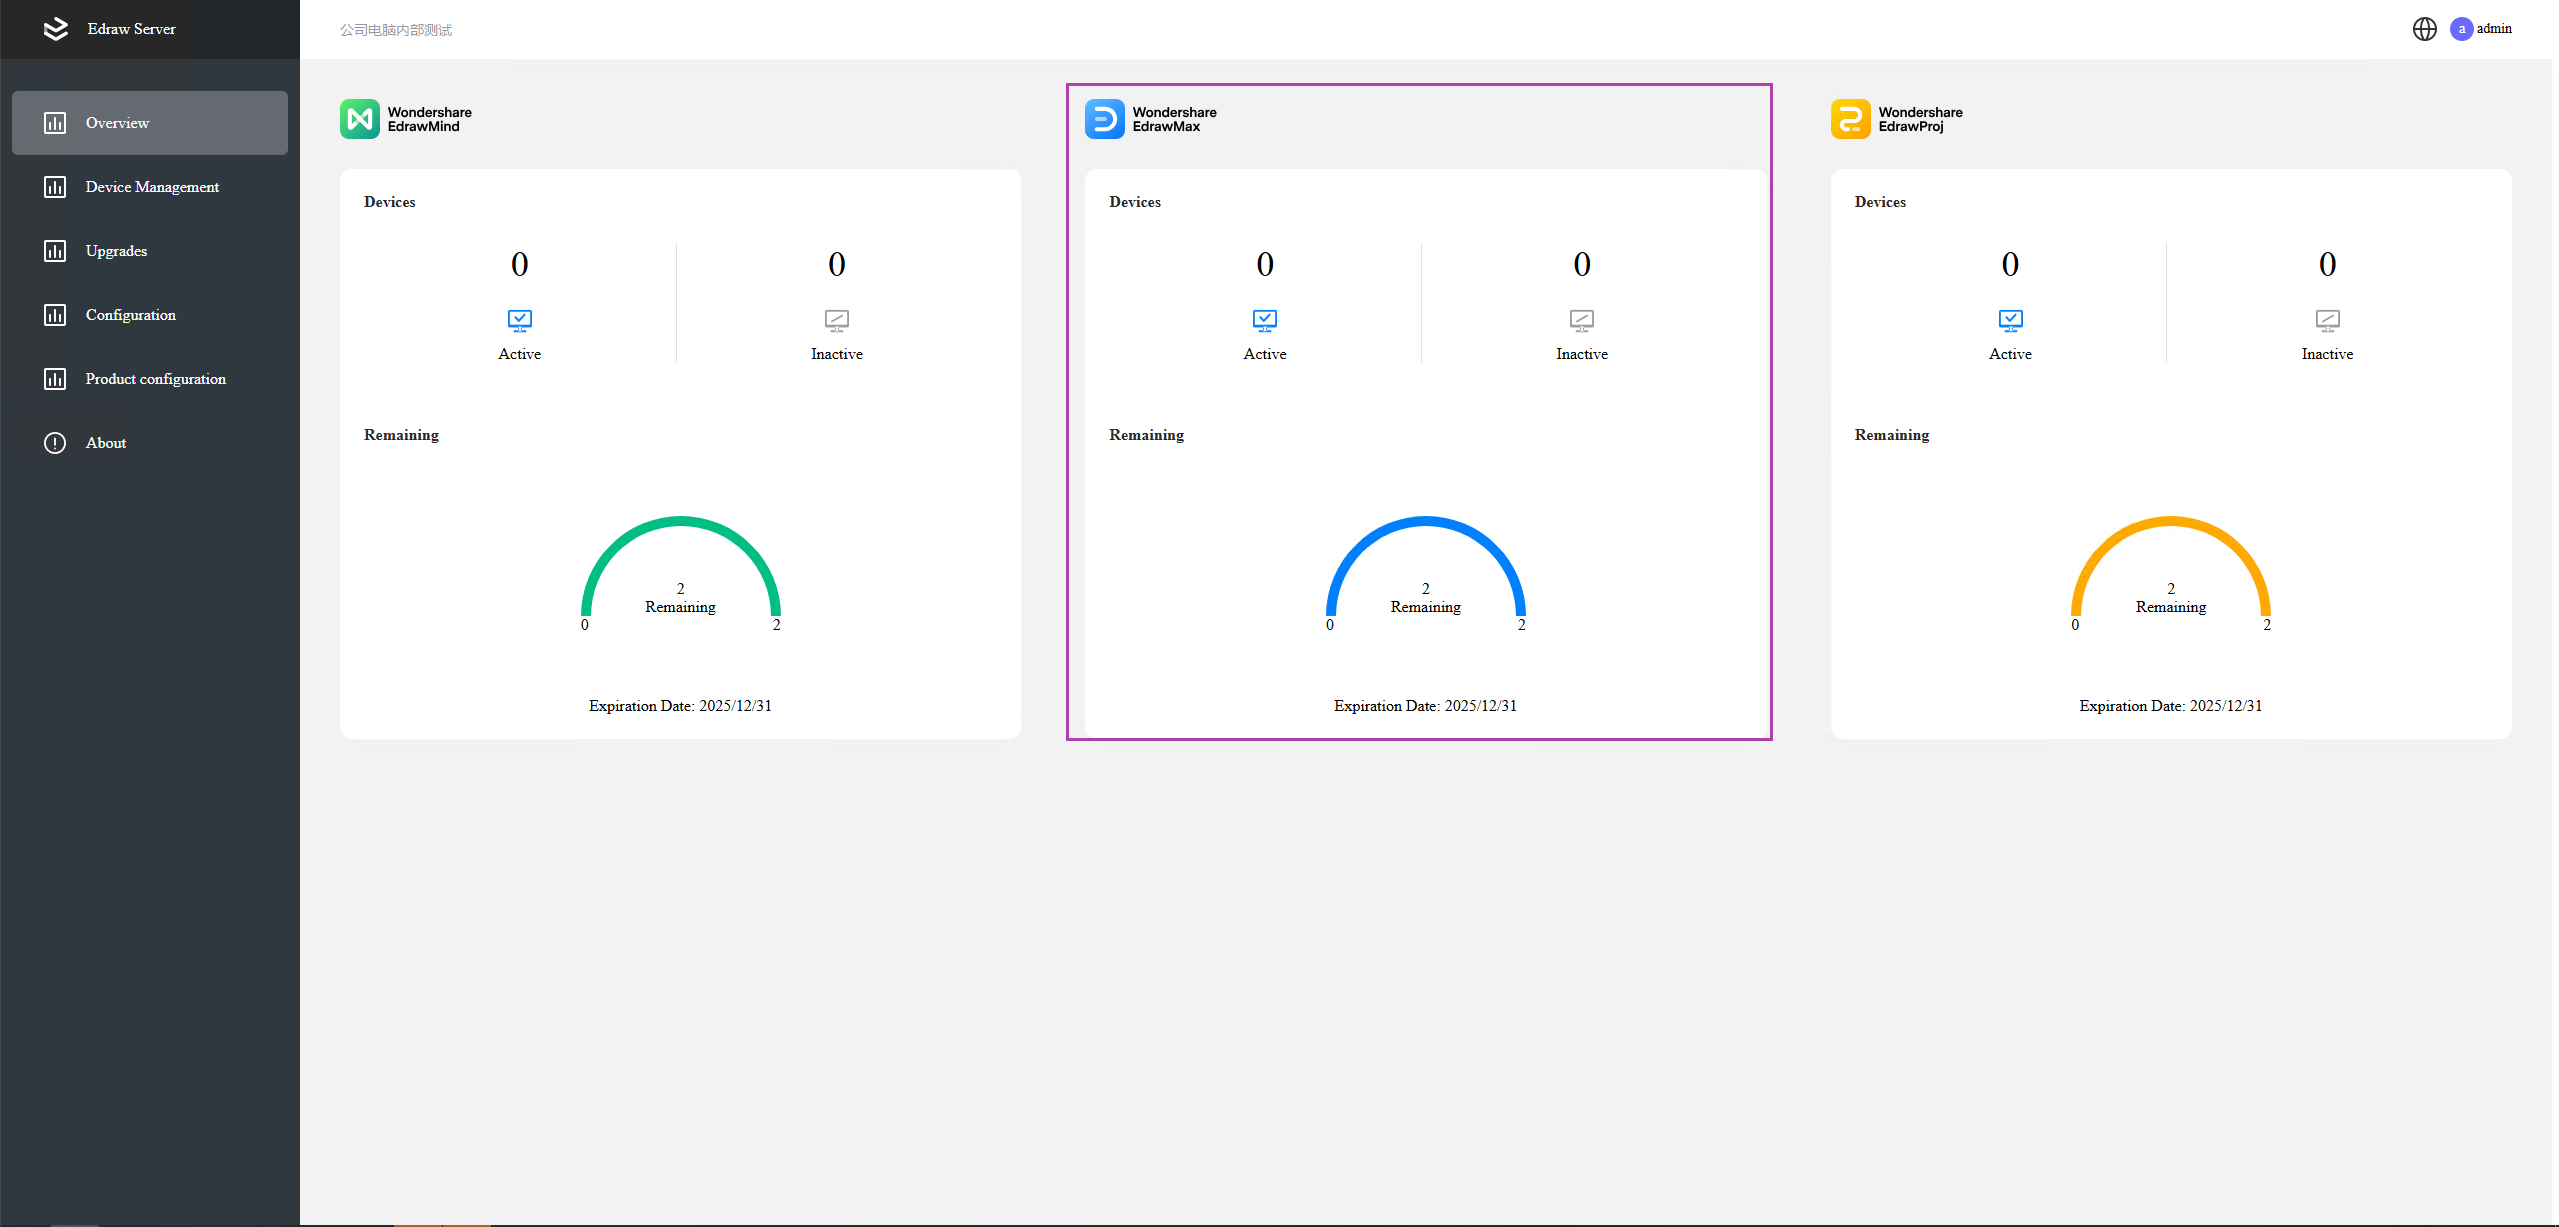 Edraw Server
公司电脑内部测试
a admin
Overview
Device Management
Upgrades
Configuration
Product configuration
About
Wondershare
EdrawMind
Devices
0
0
Active
Inactive
Remaining
2
Remaining
0
2
Expiration Date: 2025/12/31
Wondershare
EdrawMax
Devices
0
0
Active
Inactive
Remaining
2
Remaining
0
2
Expiration Date: 2025/12/31
Wondershare
EdrawProj
Devices
0
0
Active
Inactive
Remaining
2
Remaining
0
2
Expiration Date: 2025/12/31